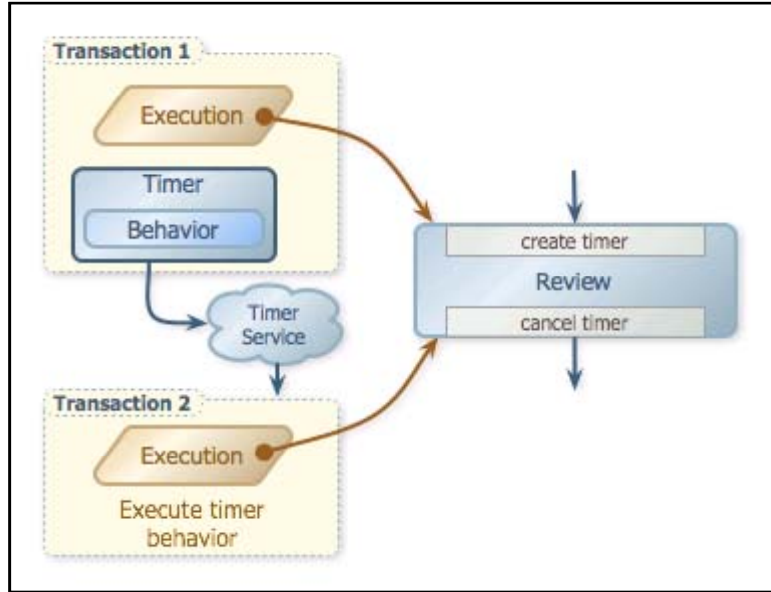 Transaction 1
Execution
Timer
Behavior
create timer
Review
cancel timer
Timer
Service
Transaction 2
Execution
Execute timer
behavior